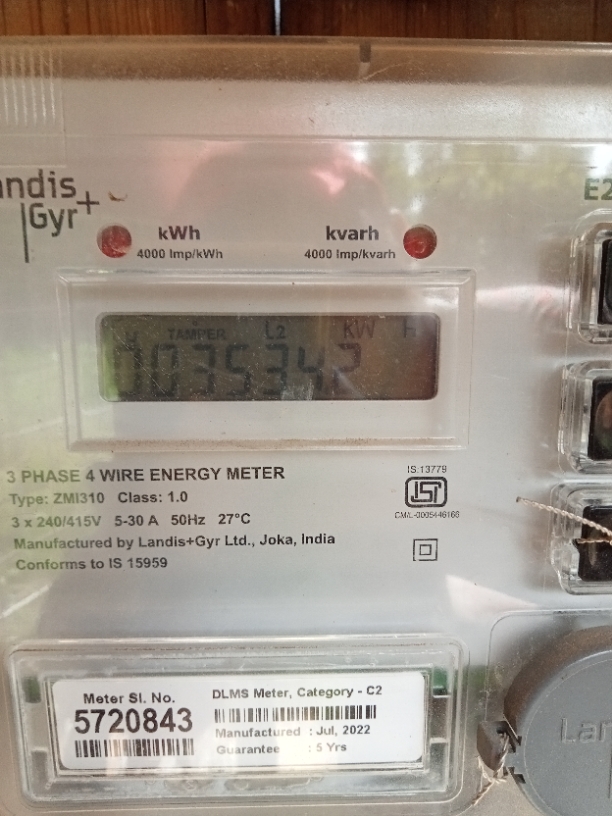 Landis
Gyr+
E2
kWh
4000 Imp/kWh
kvarh
4000 Imp/kvarh
TAMPER L2 KW H
0035342
3 PHASE 4 WIRE ENERGY METER
Type: ZMI310 Class: 1.0
3 x 240/415V 5-30 A 50Hz 27°C
Manufactured by Landis+Gyr Ltd., Joka, India
Conforms to IS 15959
IS:13779
ISI
Meter Sl. No.
5720843
DLMS Meter, Category - C2
Manufactured : Jul, 2022
Guarantee : 5 Yrs
Lan